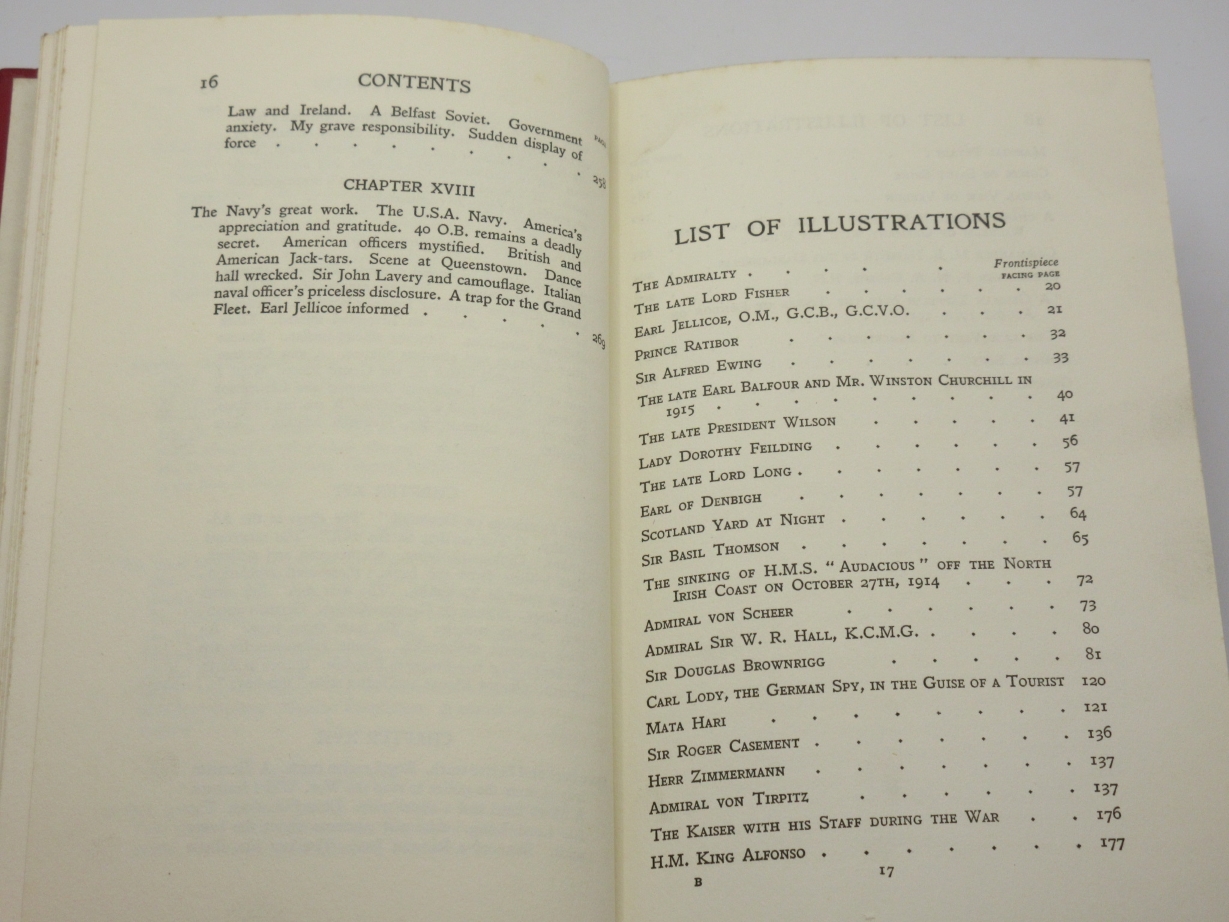 16 CONTENTS
PAGE
Law and Ireland. A Belfast Soviet. Government
anxiety. My grave responsibility. Sudden display of
force . . . . . . . . 258
CHAPTER XVIII
The Navy's great work. The U.S.A. Navy. America's
appreciation and gratitude. 40 O.B. remains a deadly
secret. American officers mystified. British and
American Jack-tars. Scene at Queenstown. Dance
hall wrecked. Sir John Lavery and camouflage. Italian
naval officer's priceless disclosure. A trap for the Grand
Fleet. Earl Jellicoe informed . . . . . 269
LIST OF ILLUSTRATIONS
The Admiralty . . . . . Frontispiece
FACING PAGE
The late Lord Fisher . . . . . . 20
Earl Jellicoe, O.M., G.C.B., G.C.V.O. . . . 21
Prince Ratibor . . . . . . 32
Sir Alfred Ewing . . . . . . 33
The late Earl Balfour and Mr. Winston Churchill in
1915 . . . . . . . . . 40
The late President Wilson . . . . 41
Lady Dorothy Feilding . . . . . . 56
The late Lord Long . . . . . . . 57
Earl of Denbigh . . . . . . . 57
Scotland Yard at Night . . . . . . 64
Sir Basil Thomson . . . . . . . 65
The sinking of H.M.S. "Audacious" off the North
Irish Coast on October 27th, 1914 . . . 72
Admiral von Scheer . . . . . . 73
Admiral Sir W. R. Hall, K.C.M.G. . . . . 80
Sir Douglas Brownrigg . . . . . 81
Carl Lody, the German Spy, in the Guise of a Tourist 120
Mata Hari . . . . . . . . 121
Sir Roger Casement . . . . . . . 136
Herr Zimmermann . . . . . . . 137
Admiral von Tirpitz . . . . . . 137
The Kaiser with his Staff during the War . . 176
H.M. King Alfonso . . . . . . . 177
B 17